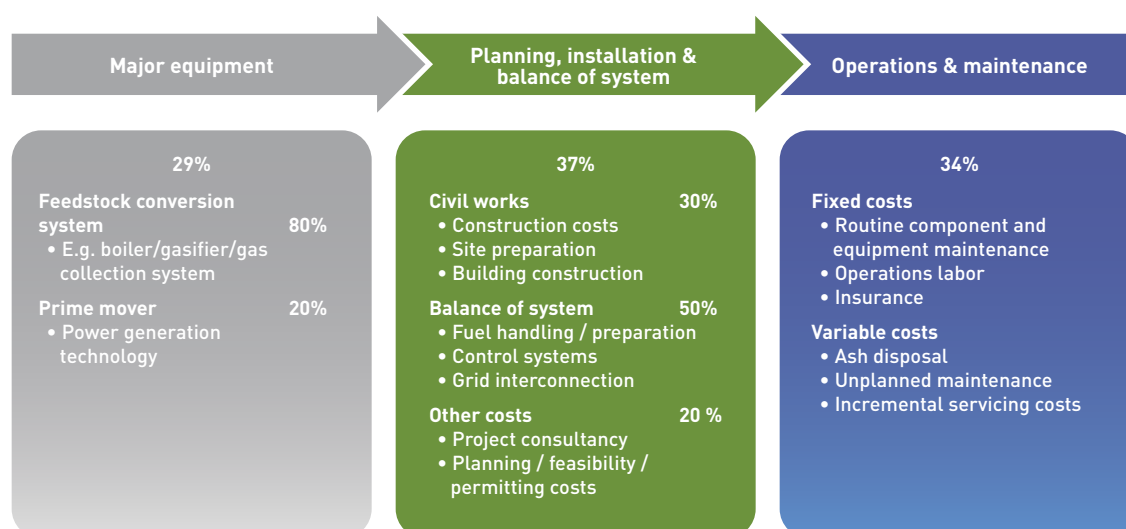 Major equipment
Planning, installation &
balance of system
Operations & maintenance
29%
Feedstock conversion
system 80%
• E.g. boiler/gasifier/gas
collection system
Prime mover 20%
• Power generation
technology
37%
Civil works 30%
• Construction costs
• Site preparation
• Building construction
Balance of system 50%
• Fuel handling / preparation
• Control systems
• Grid interconnection
Other costs 20 %
• Project consultancy
• Planning / feasibility /
permitting costs
34%
Fixed costs
• Routine component and
equipment maintenance
• Operations labor
• Insurance
Variable costs
• Ash disposal
• Unplanned maintenance
• Incremental servicing costs